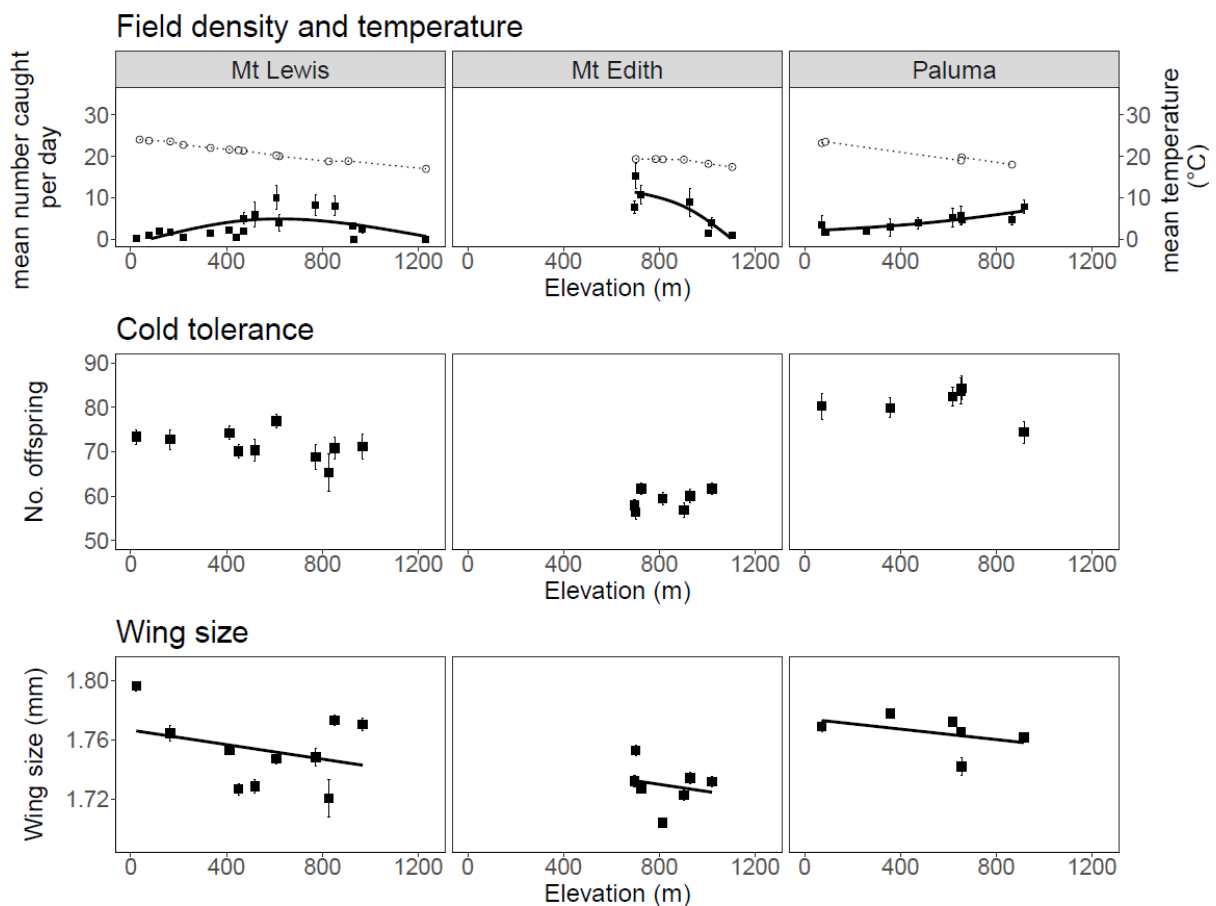 Field density and temperature
Mt Lewis Mt Edith Paluma
mean number caught
per day
30
20
10
0
30
20
10
0
mean temperature
(°C)
0 400 800 1200 0 400 800 1200 0 400 800 1200
Elevation (m)
Cold tolerance
No. offspring
90
80
70
60
50
0 400 800 1200 0 400 800 1200 0 400 800 1200
Elevation (m)
Wing size
Wing size (mm)
1.80
1.76
1.72
0 400 800 1200 0 400 800 1200 0 400 800 1200
Elevation (m)